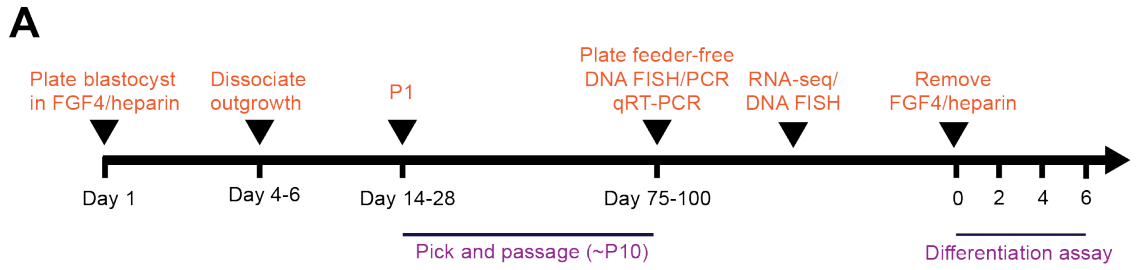 A
Plate blastocyst
in FGF4/heparin
Dissociate
outgrowth
P1
Plate feeder-free
DNA FISH/PCR
qRT-PCR
RNA-seq/
DNA FISH
Remove
FGF4/heparin
Day 1
Day 4-6
Day 14-28
Day 75-100
0
2
4
6
Pick and passage (~P10)
Differentiation assay